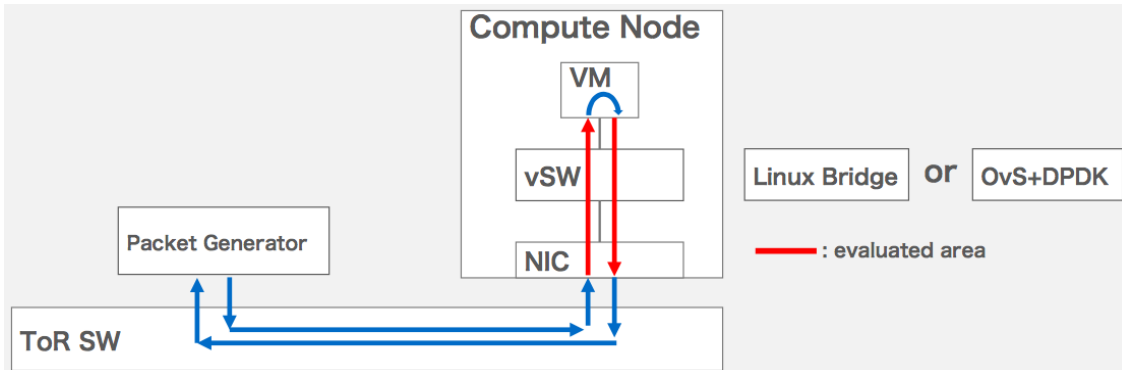 Compute Node
VM
vSW
NIC
Linux Bridge or OvS+DPDK
: evaluated area
Packet Generator
ToR SW